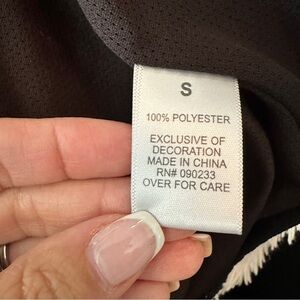 S
100% POLYESTER
EXCLUSIVE OF
DECORATION
MADE IN CHINA
RN# 090233
OVER FOR CARE